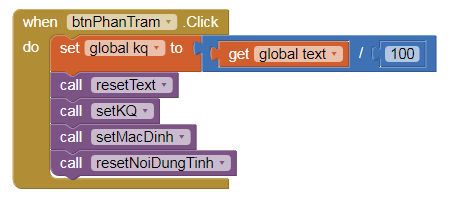 when btnPhanTram .Click
do set global kq to get global text / 100
call resetText
call setKQ
call setMacDinh
call resetNoiDungTinh